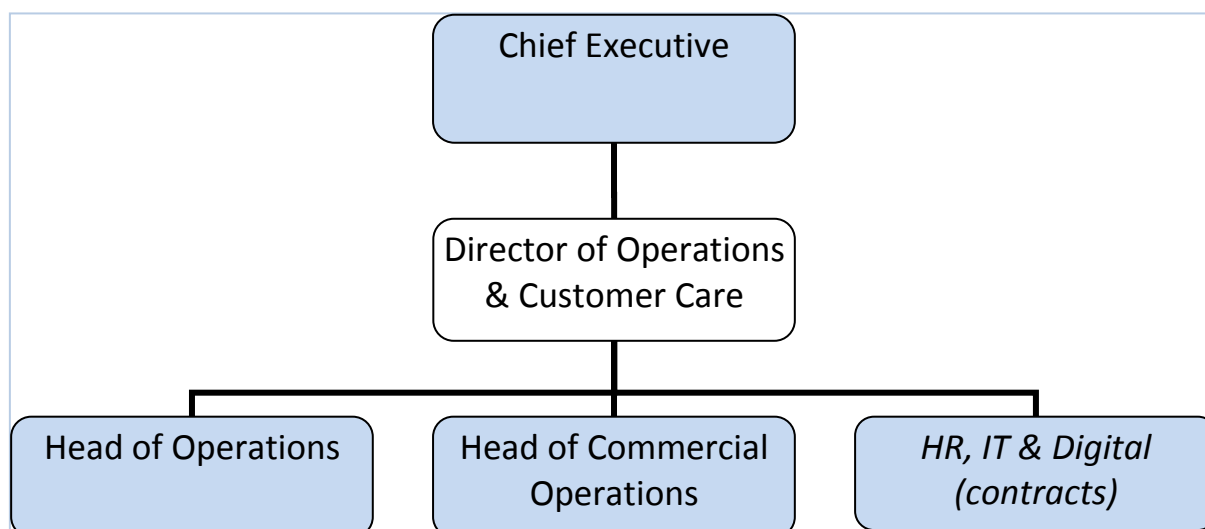 Chief Executive
Director of Operations
& Customer Care
Head of Operations
Head of Commercial
Operations
HR, IT & Digital
(contracts)